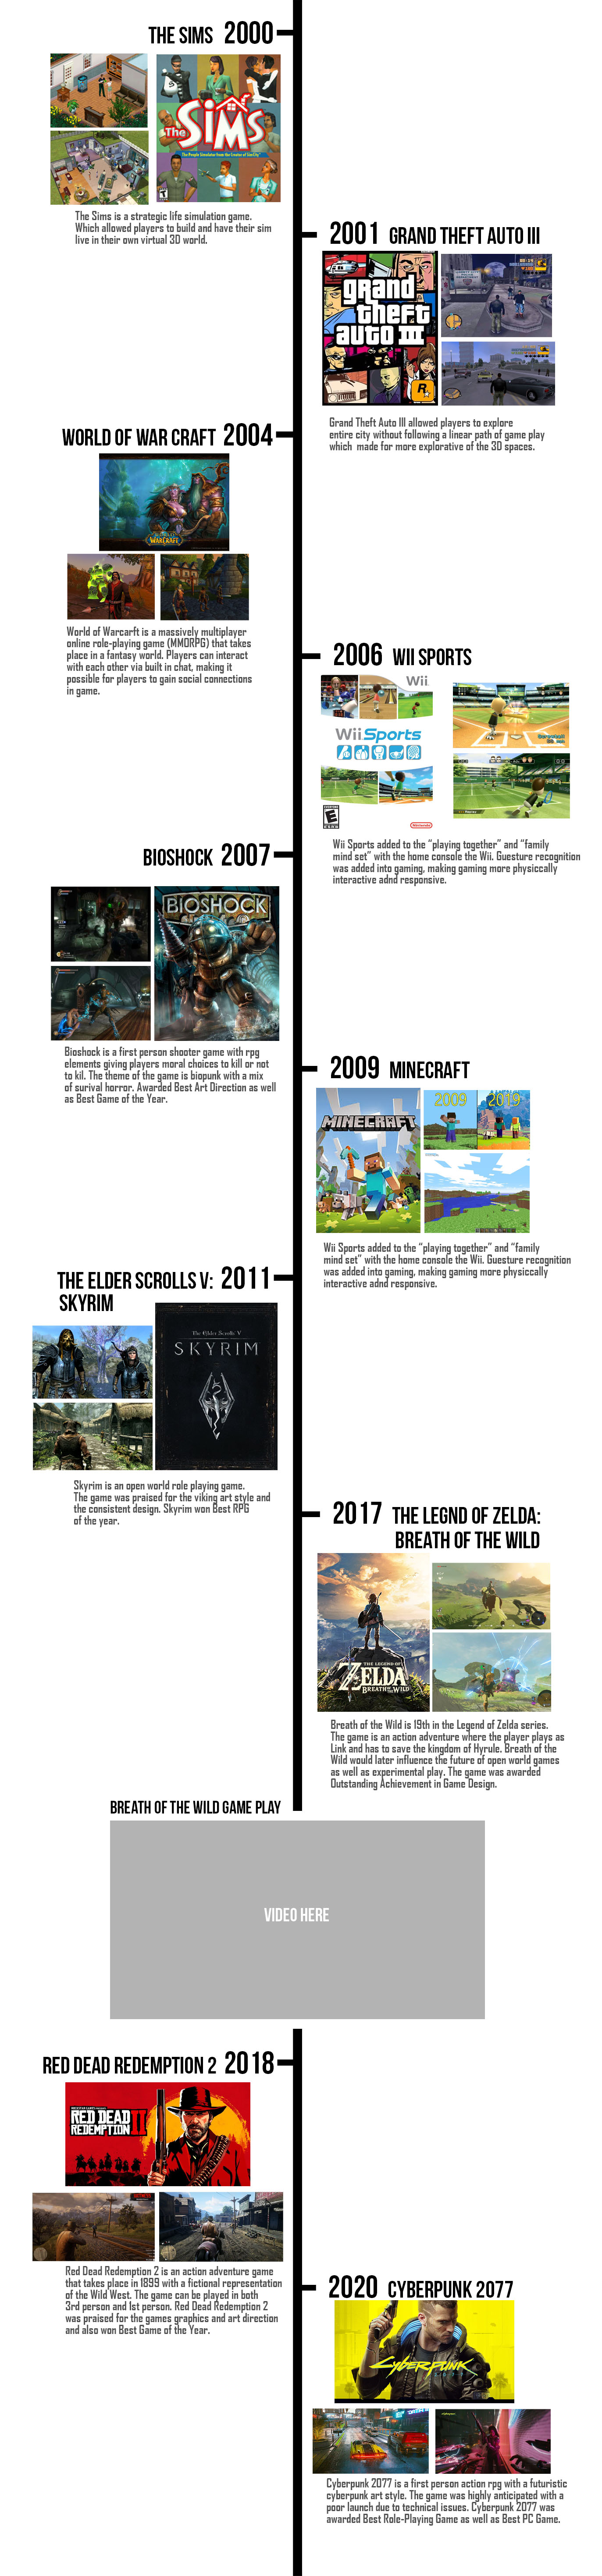 THE SIMS 2000
The SIMS
The People Simulator from the Creator of SimCity
The Sims is a strategic life simulation game.
Which allowed players to build and have their sim
live in their own virtual 3D world.
2001 GRAND THEFT AUTO III
grand
theft
auto III
R
Grand Theft Auto III allowed players to explore
entire city without following a linear path of game play
which made for more explorative of the 3D spaces.
WORLD OF WAR CRAFT 2004
WARCRAFT
World of Warcarft is a massively multiplayer
online role-playing game (MMORPG) that takes
place in a fantasy world. Players can interact
with each other via built in chat, making it
possible for players to gain social connections
in game.
2006 WII SPORTS
Wii
Wii Sports
E
Nintendo
Wii Sports added to the "playing together" and "family
mind set" with the home console the Wii. Guesture recognition
was added into gaming, making gaming more physiccally
interactive adnd responsive.
BIOSHOCK 2007
BIOSHOCK
Bioshock is a first person shooter game with rpg
elements giving players moral choices to kill or not
to kil. The theme of the game is biopunk with a mix
of surival horror. Awarded Best Art Direction as well
as Best Game of the Year.
2009 MINECRAFT
MINECRAFT
2009 2019
Wii Sports added to the "playing together" and "family
mind set" with the home console the Wii. Guesture recognition
was added into gaming, making gaming more physiccally
interactive adnd responsive.
THE ELDER SCROLLS V: 2011
SKYRIM
The Elder Scrolls V
SKYRIM
Skyrim is an open world role playing game.
The game was praised for the viking art style and
the consistent design. Skyrim won Best RPG
of the year.
2017 THE LEGND OF ZELDA:
BREATH OF THE WILD
THE LEGEND OF
ZELDA
BREATH OF THE WILD
Breath of the Wild is 19th in the Legend of Zelda series.
The game is an action adventure where the player plays as
Link and has to save the kingdom of Hyrule. Breath of the
Wild would later influence the future of open world games
as well as experimental play. The game was awarded
Outstanding Achievement in Game Design.
BREATH OF THE WILD GAME PLAY
VIDEO HERE
RED DEAD REDEMPTION 2 2018
RED DEAD
REDEMPTION II
Red Dead Redemption 2 is an action adventure game
that takes place in 1899 with a fictional representation
of the Wild West. The game can be played in both
3rd person and 1st person. Red Dead Redemption 2
was praised for the games graphics and art direction
and also won Best Game of the Year.
2020 CYBERPUNK 2077
CYBERPUNK
Cyberpunk 2077 is a first person action rpg with a futuristic
cyberpunk art style. The game was highly anticipated with a
poor launch due to technical issues. Cyberpunk 2077 was
awarded Best Role-Playing Game as well as Best PC Game.